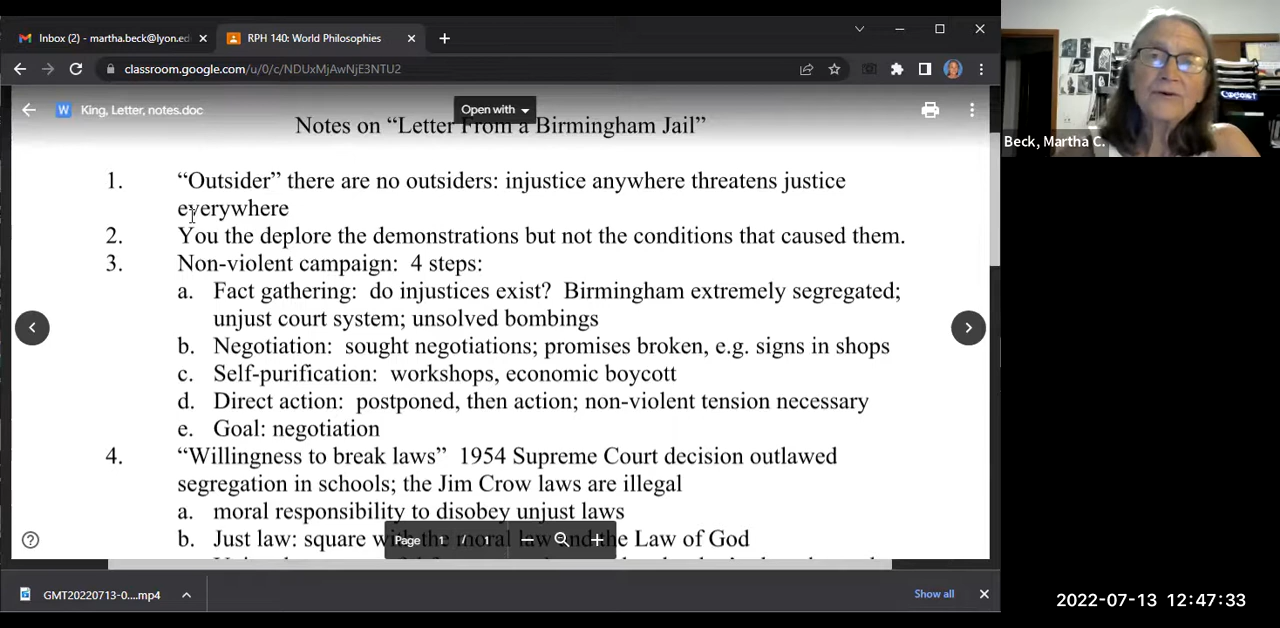 Inbox (2) - martha.beck@lyon.ed
RPH 140: World Philosophies
classroom.google.com/u/0/c/NDUxMjAwNjE3NTU2
W King, Letter, notes.doc
Open with
Notes on “Letter From a Birmingham Jail”
1. “Outsider” there are no outsiders: injustice anywhere threatens justice
everywhere
2. You the deplore the demonstrations but not the conditions that caused them.
3. Non-violent campaign: 4 steps:
a. Fact gathering: do injustices exist? Birmingham extremely segregated;
unjust court system; unsolved bombings
b. Negotiation: sought negotiations; promises broken, e.g. signs in shops
c. Self-purification: workshops, economic boycott
d. Direct action: postponed, then action; non-violent tension necessary
e. Goal: negotiation
4. “Willingness to break laws” 1954 Supreme Court decision outlawed
segregation in schools; the Jim Crow laws are illegal
a. moral responsibility to disobey unjust laws
b. Just law: square with the moral law and the Law of God
Page 1 / 1
GMT20220713-0....mp4
Show all
Beck, Martha C.
2022-07-13 12:47:33